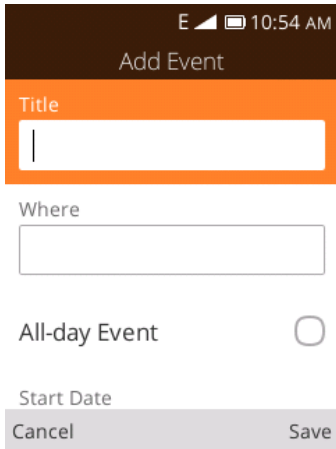 E 10:54 AM
Add Event
Title
Where
All-day Event
Start Date
Cancel Save